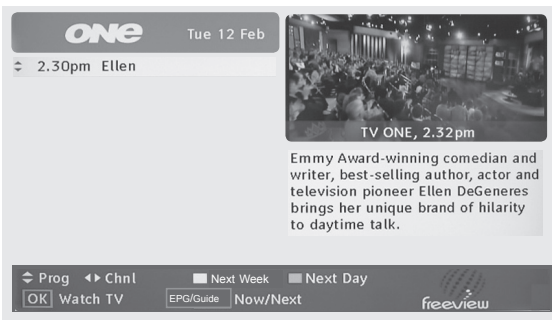 ONE Tue 12 Feb
2.30pm Ellen
TV ONE, 2.32pm
Emmy Award-winning comedian and
writer, best-selling author, actor and
television pioneer Ellen DeGeneres
brings her unique brand of hilarity
to daytime talk.
Prog Chnl Next Week Next Day
OK Watch TV EPG/Guide Now/Next
freeview